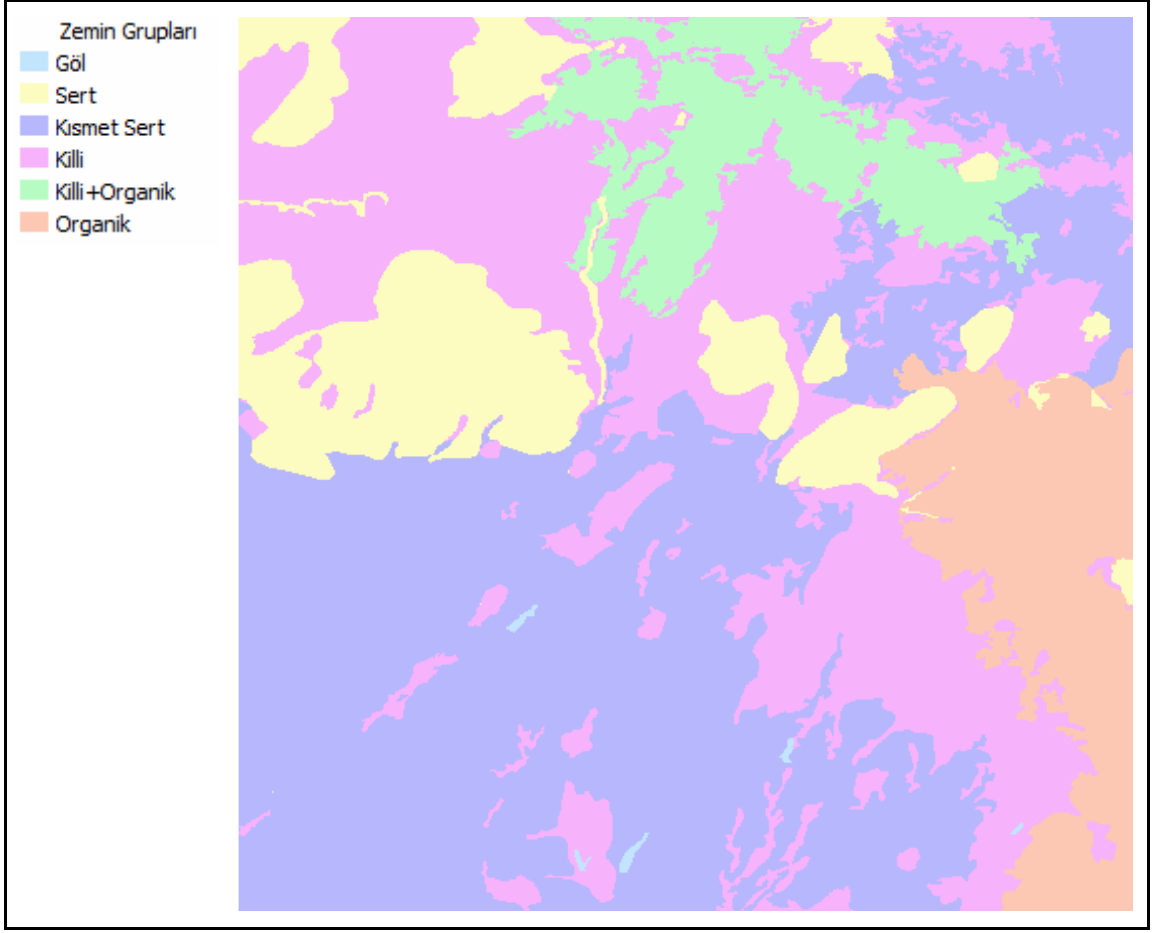 Zemin Grupları
Göl
Sert
Kısmet Sert
Killi
Killi+Organik
Organik